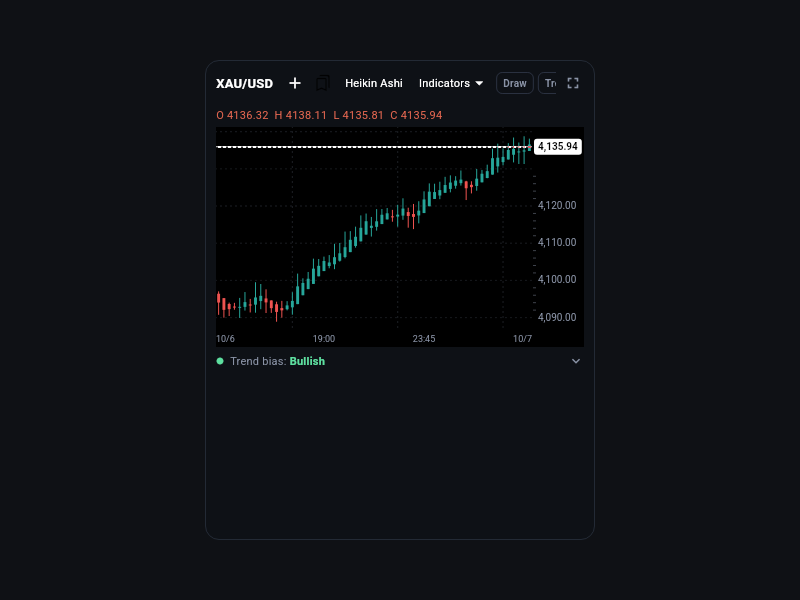 XAU/USD + Heikin Ashi Indicators Draw Tre
O 4136.32 H 4138.11 L 4135.81 C 4135.94
4,135.94
4,120.00
4,110.00
4,100.00
4,090.00
10/6 19:00 23:45 10/7
Trend bias: Bullish